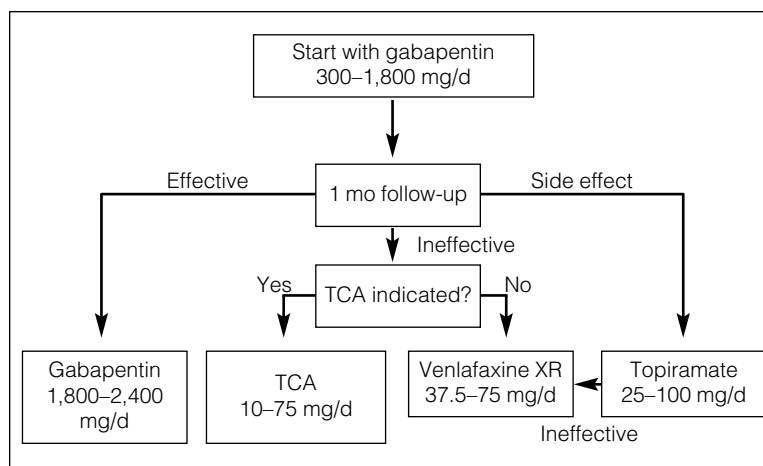 Start with gabapentin
300–1,800 mg/d
Effective
1 mo follow-up
Side effect
Ineffective
Yes
TCA indicated?
No
Gabapentin
1,800–2,400
mg/d
TCA
10–75 mg/d
Venlafaxine XR
37.5–75 mg/d
Topiramate
25–100 mg/d
Ineffective